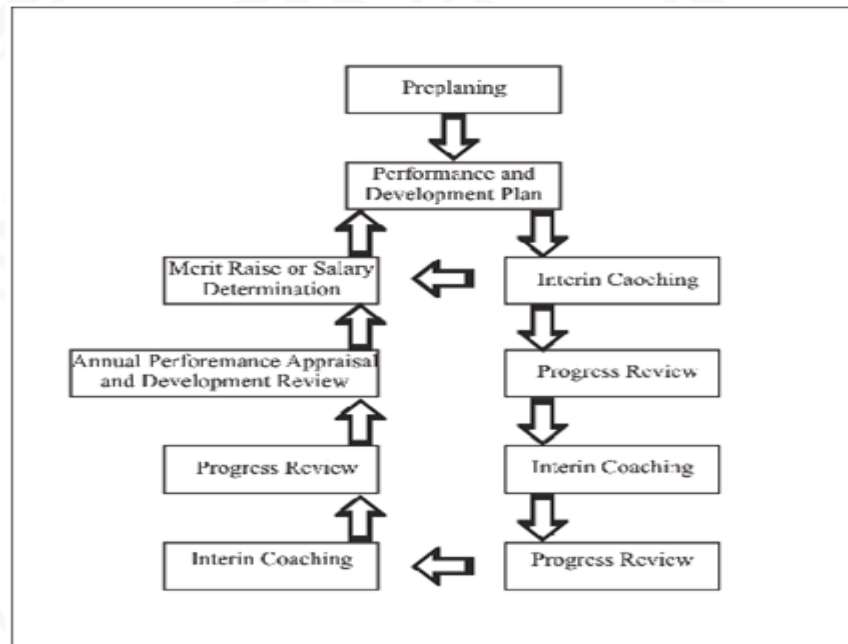 Preplaning
Performance and
Development Plan
Merit Raise or Salary
Determination
Interin Caoching
Annual Perforemance Appraisal
and Development Review
Progress Review
Progress Review
Interin Coaching
Interin Coaching
Progress Review